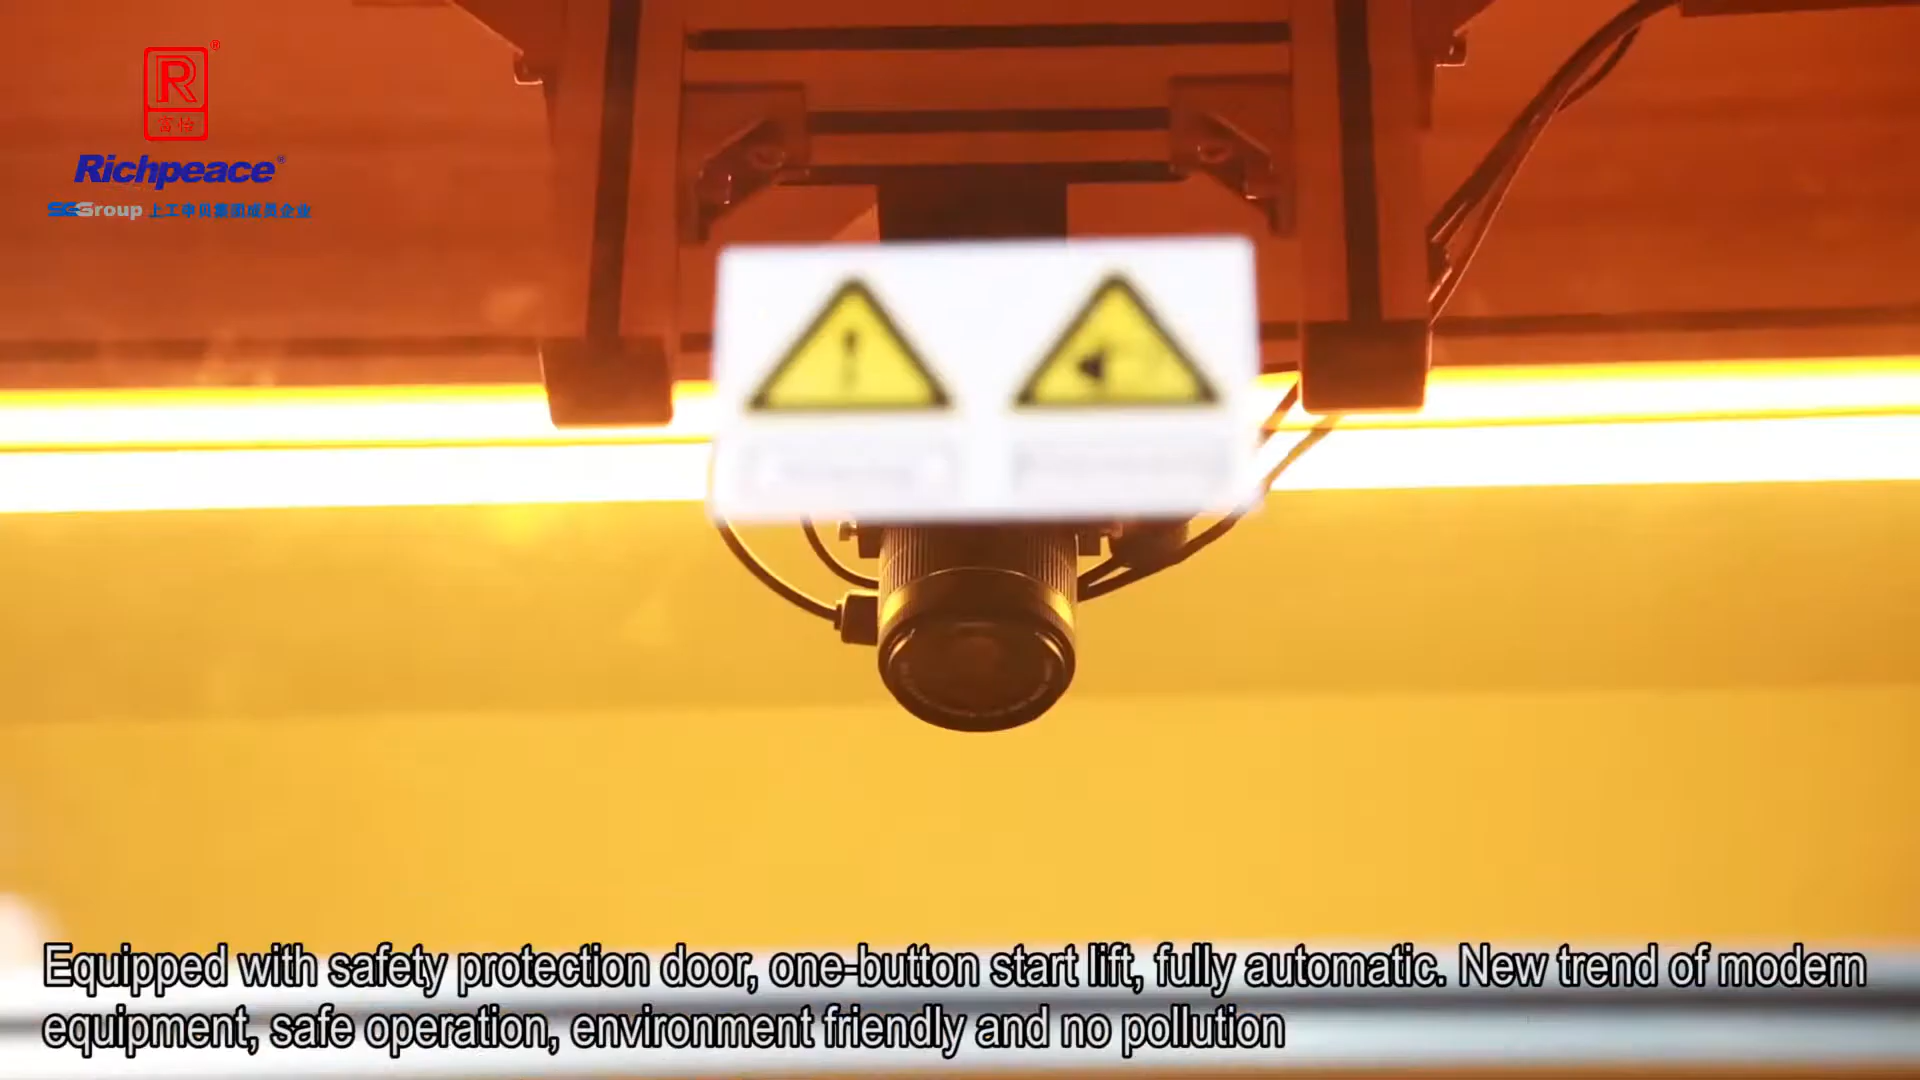 R
®
富怡
Richpeace®
SGGroup 上工申贝集团成员企业
Equipped with safety protection door, one-button start lift, fully automatic. New trend of modern
equipment, safe operation, environment friendly and no pollution